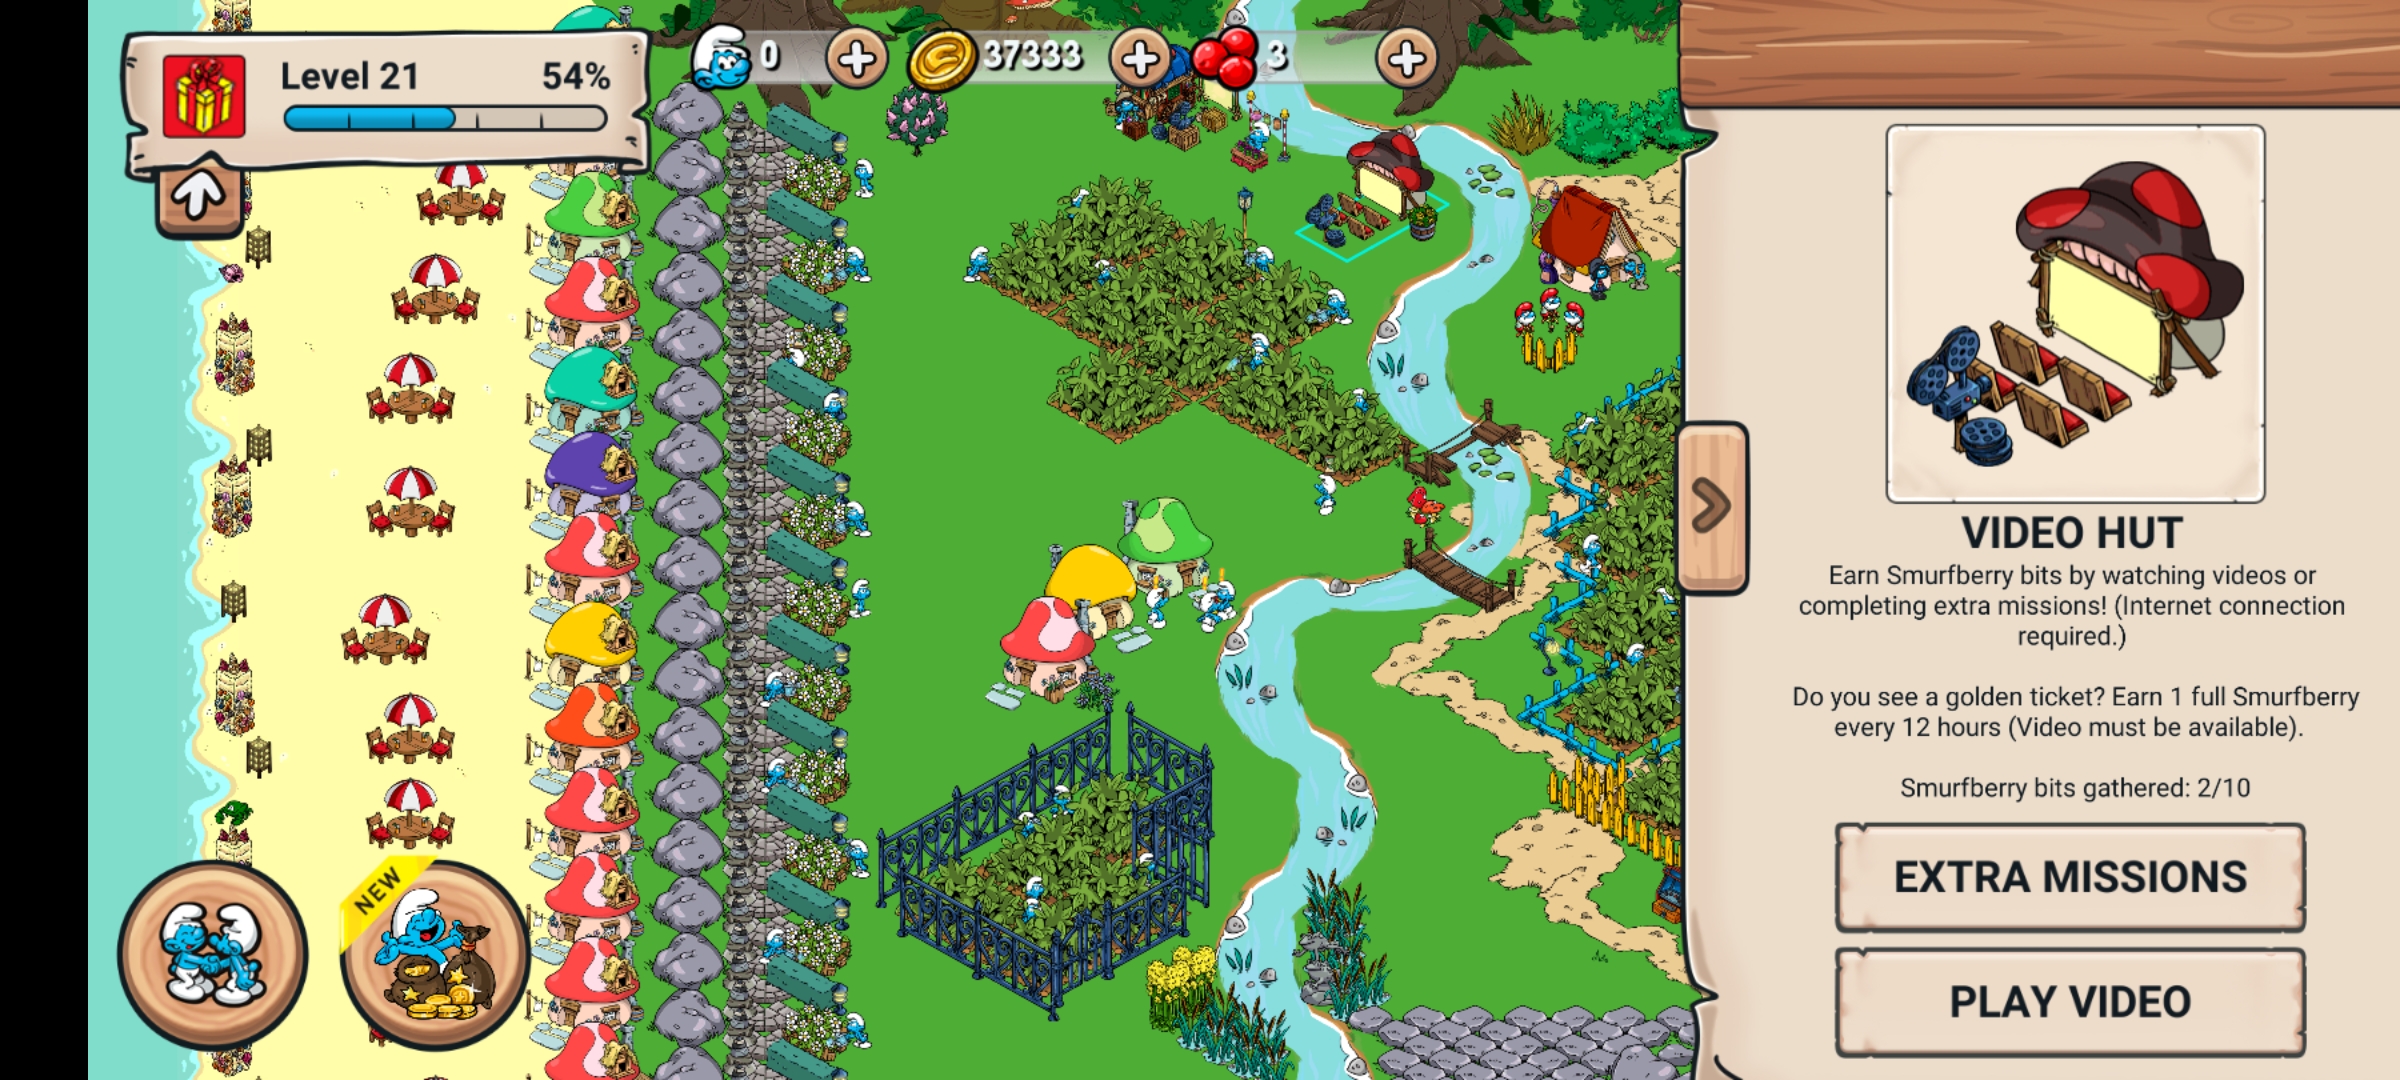 Level 21
54%
0
37333
3
NEW
VIDEO HUT
Earn Smurfberry bits by watching videos or
completing extra missions! (Internet connection
required.)
Do you see a golden ticket? Earn 1 full Smurfberry
every 12 hours (Video must be available).
Smurfberry bits gathered: 2/10
EXTRA MISSIONS
PLAY VIDEO